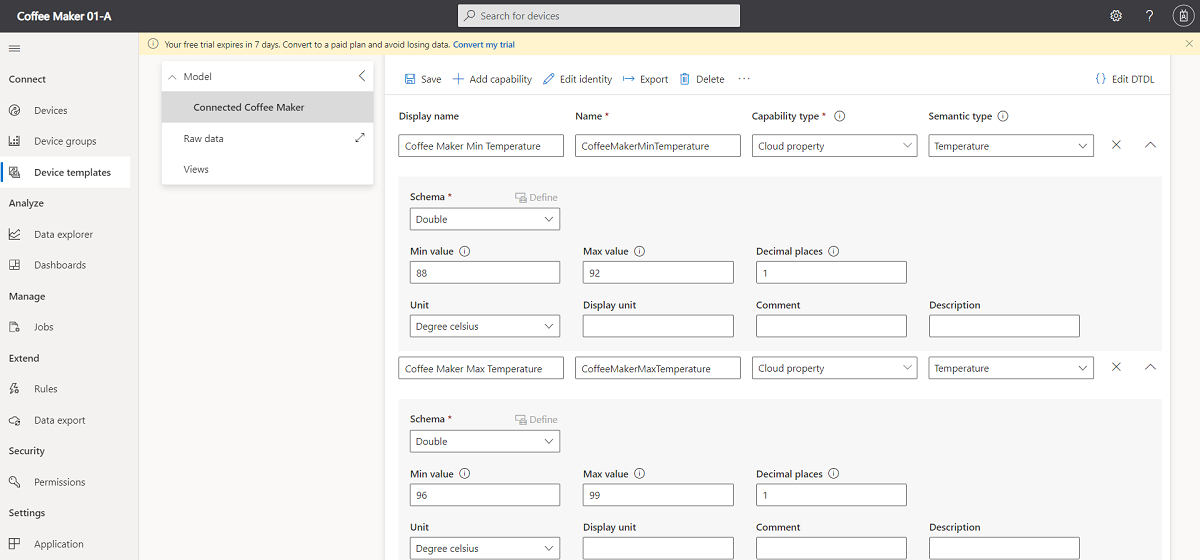 Coffee Maker 01-A
Search for devices
?
Your free trial expires in 7 days. Convert to a paid plan and avoid losing data. Convert my trial
Connect
Devices
Device groups
Device templates
Analyze
Data explorer
Dashboards
Manage
Jobs
Extend
Rules
Data export
Security
Permissions
Settings
Application
Model
Connected Coffee Maker
Raw data
Views
Save Add capability Edit identity Export Delete ··· {} Edit DTDL
Display name Name * Capability type * Semantic type
Coffee Maker Min Temperature CoffeeMakerMinTemperature Cloud property Temperature
Schema * Define
Double
Min value Max value Decimal places
88 92 1
Unit Display unit Comment Description
Degree celsius
Coffee Maker Max Temperature CoffeeMakerMaxTemperature Cloud property Temperature
Schema * Define
Double
Min value Max value Decimal places
96 99 1
Unit Display unit Comment Description
Degree celsius